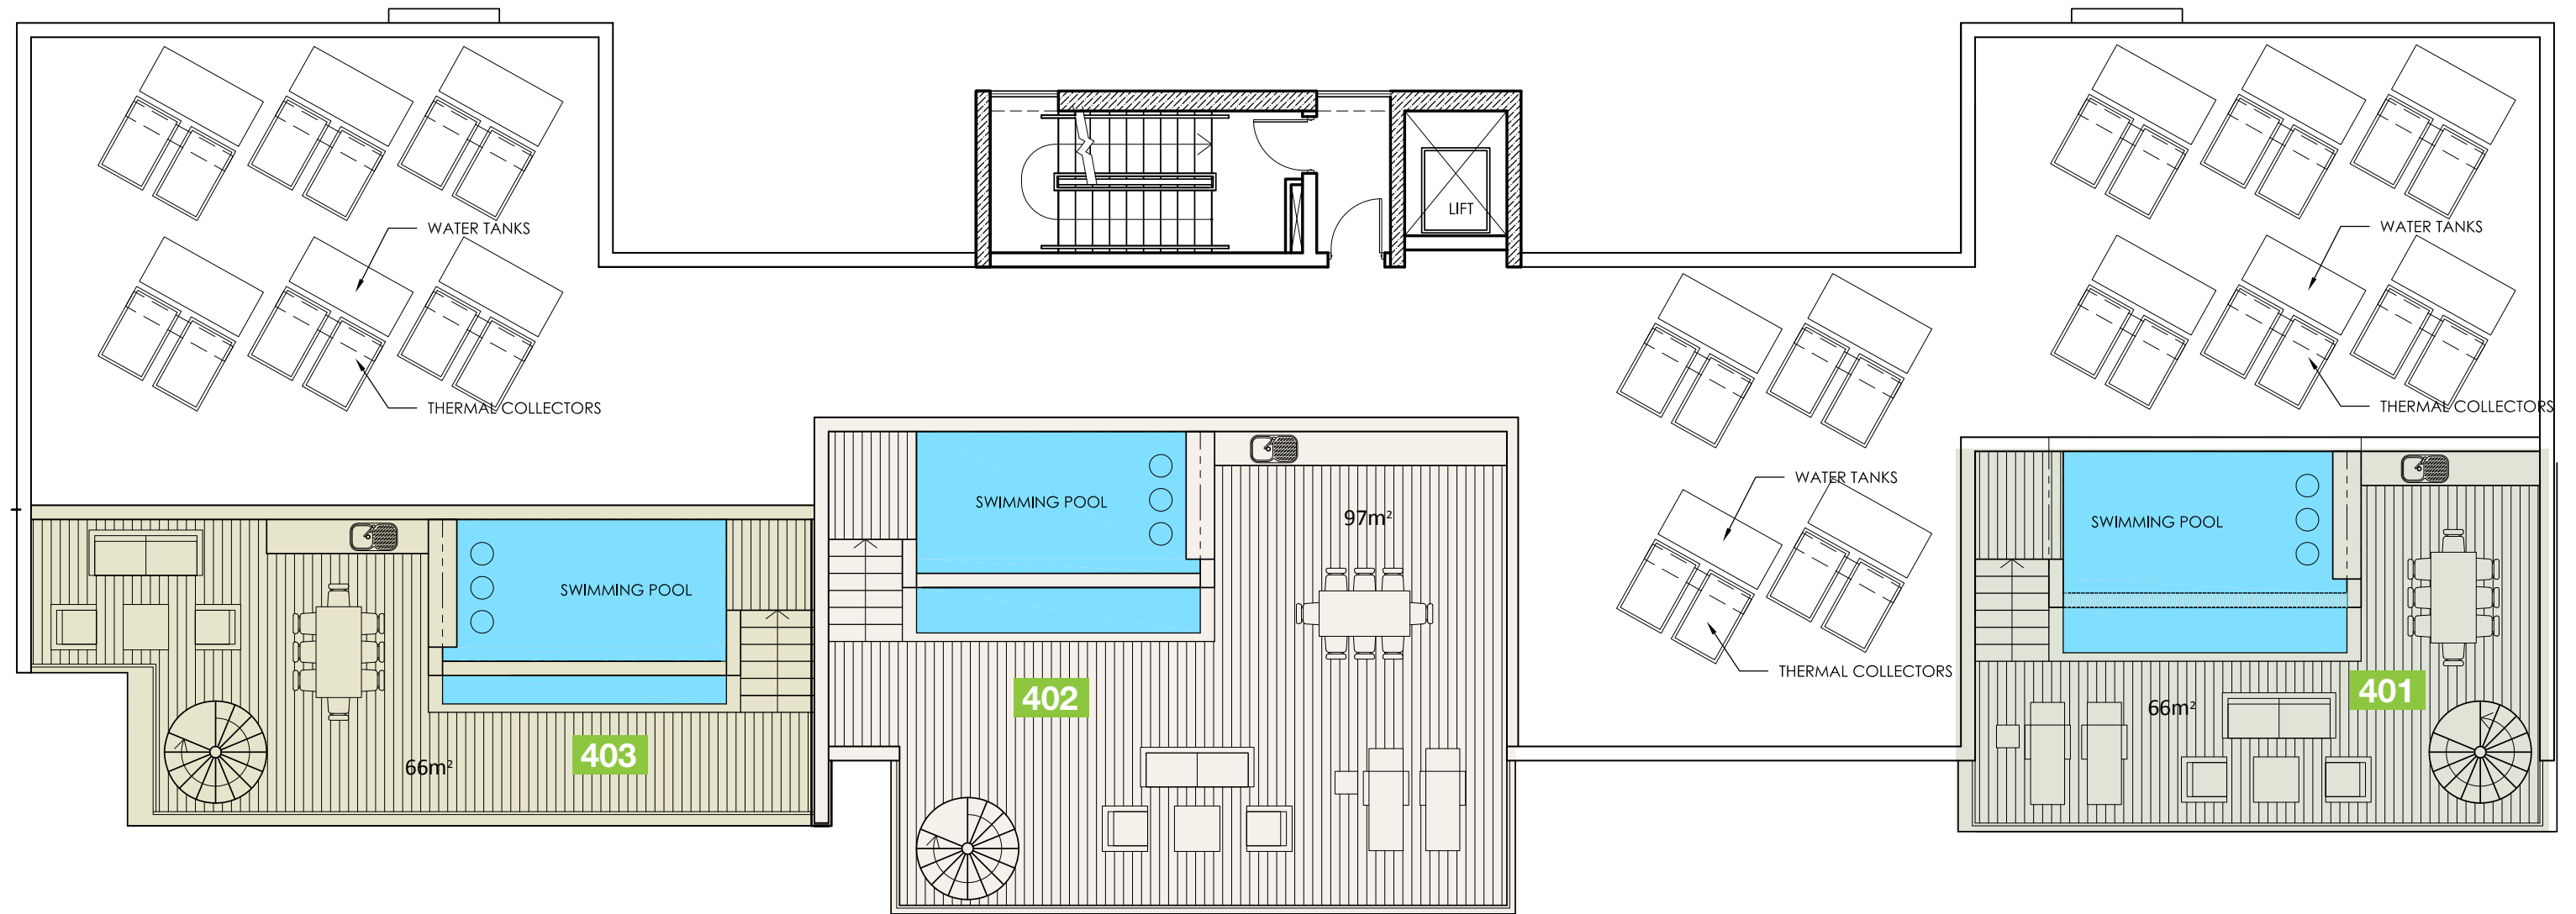 LIFT
WATER TANKS
WATER TANKS
THERMAL COLLECTORS
THERMAL COLLECTORS
WATER TANKS
SWIMMING POOL
97m²
SWIMMING POOL
SWIMMING POOL
THERMAL COLLECTORS
402
401
66m²
403
66m²